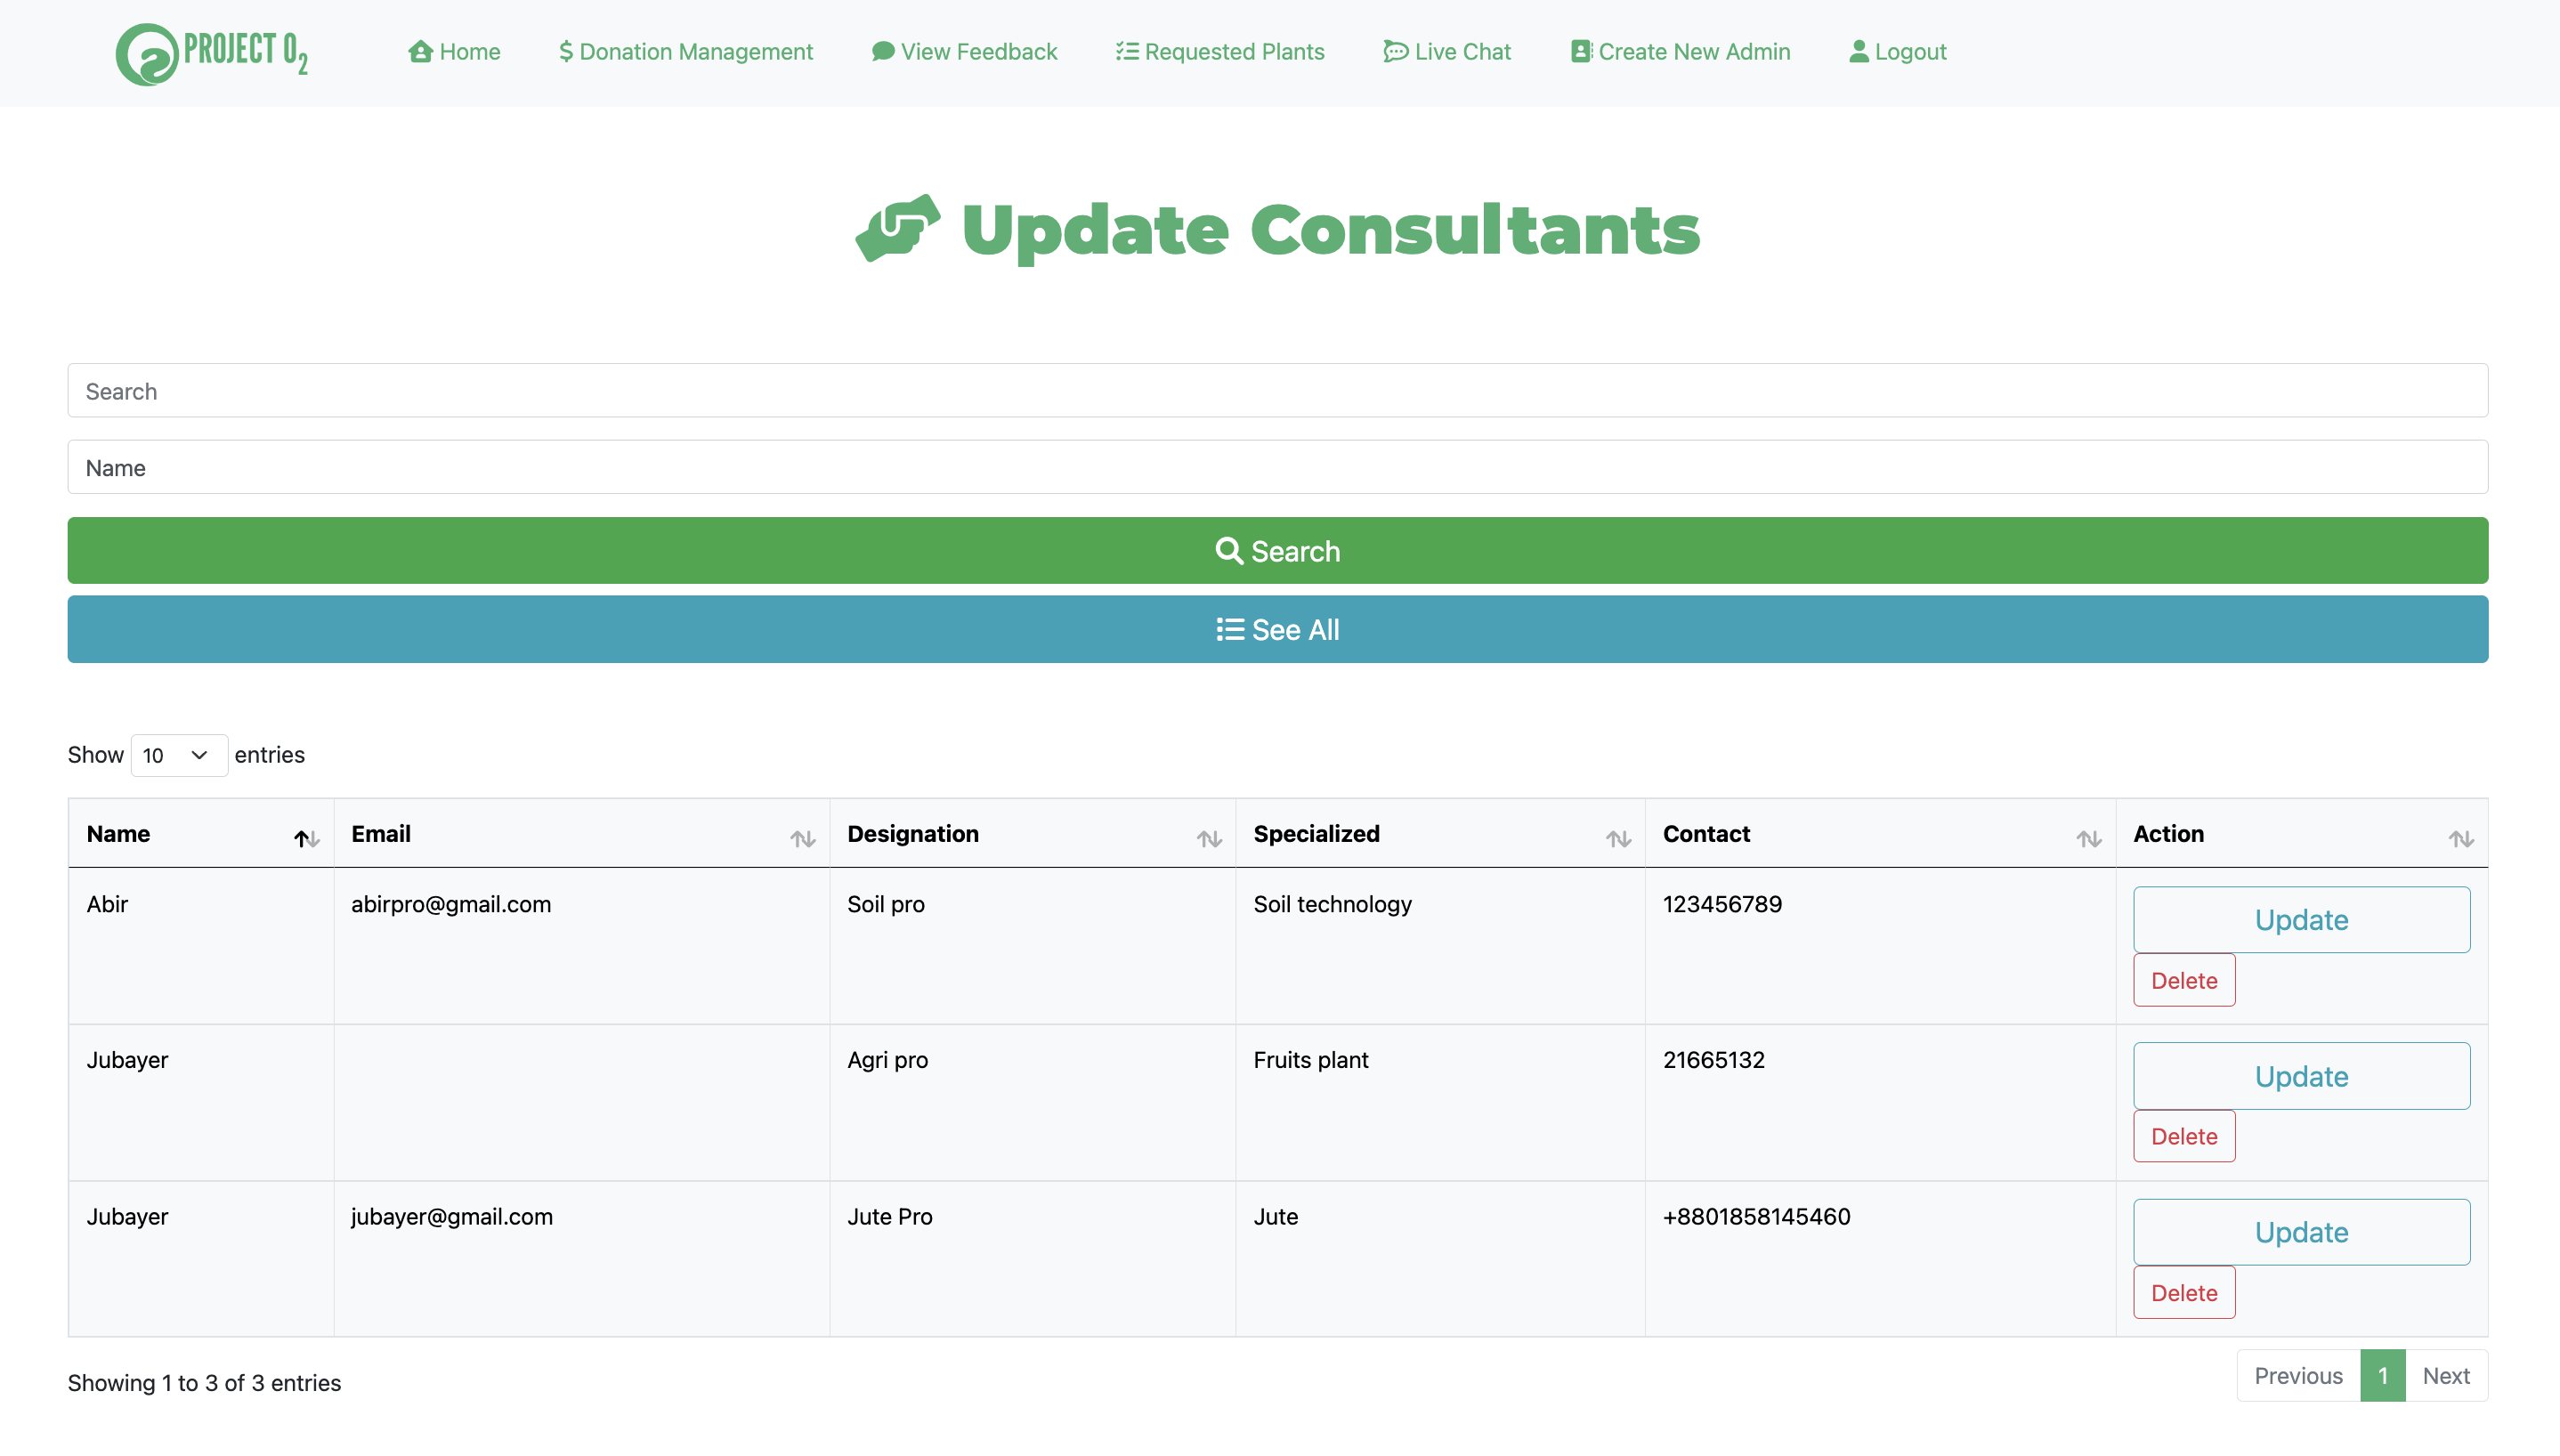 PROJECT O2
Home
Donation Management
View Feedback
Requested Plants
Live Chat
Create New Admin
Logout
Update Consultants
Search
Name
Search
See All
Show 10 entries
Name Email Designation Specialized Contact Action
Abir abirpro@gmail.com Soil pro Soil technology 123456789 Update
Delete
Jubayer Agri pro Fruits plant 21665132 Update
Delete
Jubayer jubayer@gmail.com Jute Pro Jute +8801858145460 Update
Delete
Showing 1 to 3 of 3 entries
Previous 1 Next